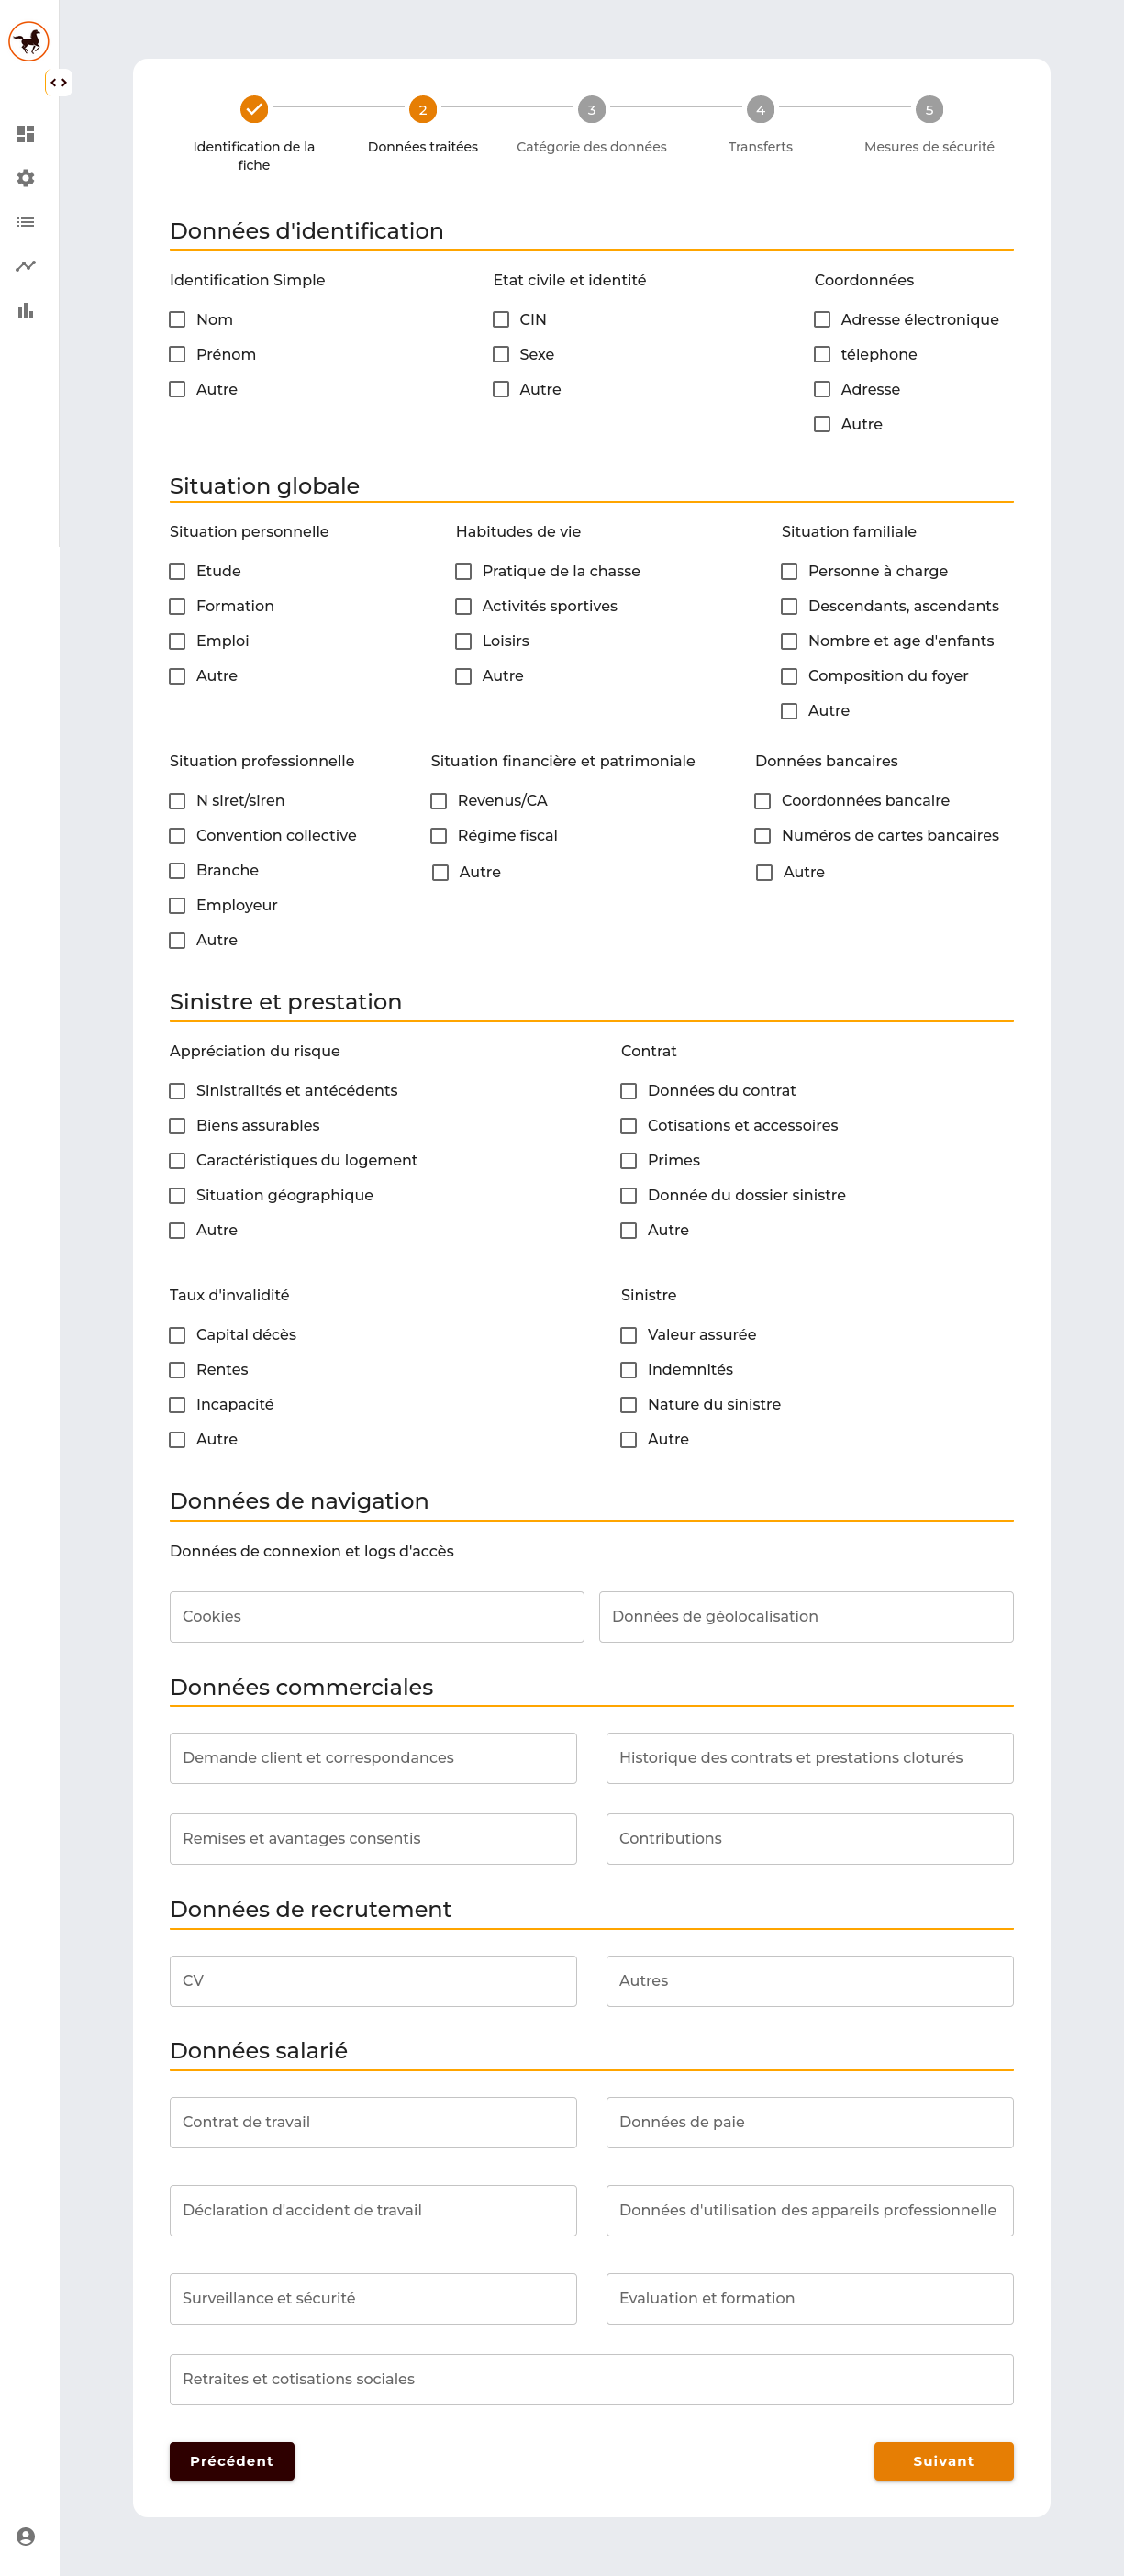 2
3
4
5
Identification de la
fiche
Données traitées
Catégorie des données
Transferts
Mesures de sécurité
Données d'identification
Identification Simple
Nom
Prénom
Autre
Etat civile et identité
CIN
Sexe
Autre
Coordonnées
Adresse électronique
télephone
Adresse
Autre
Situation globale
Situation personnelle
Etude
Formation
Emploi
Autre
Habitudes de vie
Pratique de la chasse
Activités sportives
Loisirs
Autre
Situation familiale
Personne à charge
Descendants, ascendants
Nombre et age d'enfants
Composition du foyer
Autre
Situation professionnelle
N siret/siren
Convention collective
Branche
Employeur
Autre
Situation financière et patrimoniale
Revenus/CA
Régime fiscal
Autre
Données bancaires
Coordonnées bancaire
Numéros de cartes bancaires
Autre
Sinistre et prestation
Appréciation du risque
Sinistralités et antécédents
Biens assurables
Caractéristiques du logement
Situation géographique
Autre
Contrat
Données du contrat
Cotisations et accessoires
Primes
Donnée du dossier sinistre
Autre
Taux d'invalidité
Capital décès
Rentes
Incapacité
Autre
Sinistre
Valeur assurée
Indemnités
Nature du sinistre
Autre
Données de navigation
Données de connexion et logs d'accès
Cookies
Données de géolocalisation
Données commerciales
Demande client et correspondances
Historique des contrats et prestations cloturés
Remises et avantages consentis
Contributions
Données de recrutement
CV
Autres
Données salarié
Contrat de travail
Données de paie
Déclaration d'accident de travail
Données d'utilisation des appareils professionnelle
Surveillance et sécurité
Evaluation et formation
Retraites et cotisations sociales
Précédent
Suivant